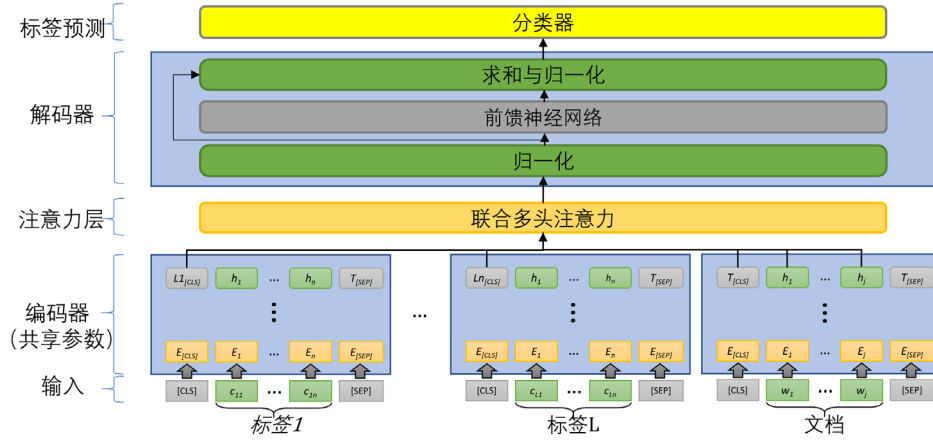 标签预测
分类器
解码器
求和与归一化
前馈神经网络
归一化
注意力层
联合多头注意力
编码器
(共享参数)
L1[CLS] h1 ... hn T[SEP]
Ln[CLS] h1 ... hn T[SEP]
T[CLS] h1 ... hj T[SEP]
...
E[CLS] E1 ... En E[SEP]
E[CLS] E1 ... En E[SEP]
E[CLS] E1 ... Ej E[SEP]
输入
[CLS] c11 ... c1n [SEP]
[CLS] cL1 ... cLn [SEP]
[CLS] w1 ... wj [SEP]
标签1
标签L
文档